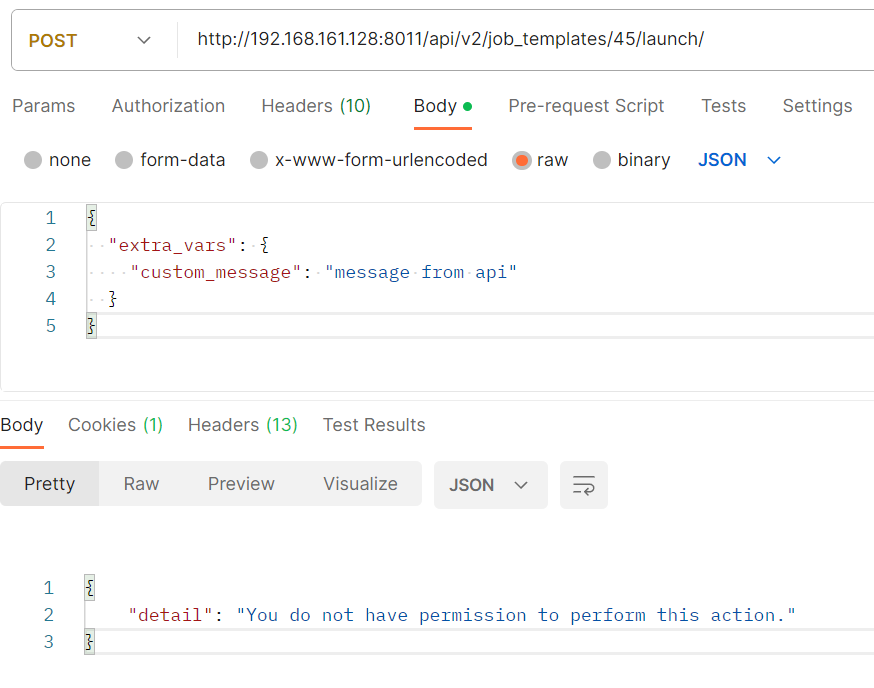 POST http://192.168.161.128:8011/api/v2/job_templates/45/launch/
Params Authorization Headers (10) Body Pre-request Script Tests Settings
none form-data x-www-form-urlencoded raw binary JSON
1 {
2 "extra_vars": {
3 "custom_message": "message from api"
4 }
5 }
Body Cookies (1) Headers (13) Test Results
Pretty Raw Preview Visualize JSON
1 {
2 "detail": "You do not have permission to perform this action."
3 }